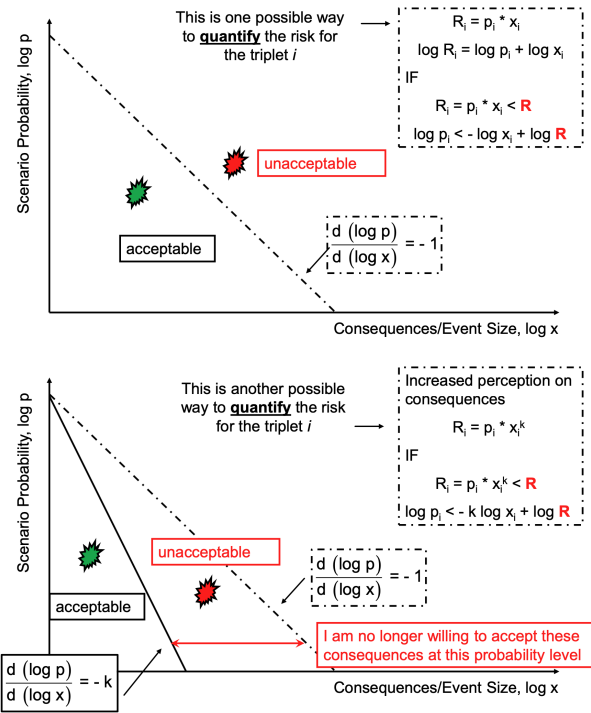 This is one possible way
to quantify the risk for
the triplet i
Rᵢ = pᵢ * xᵢ
log Rᵢ = log pᵢ + log xᵢ
IF
Rᵢ = pᵢ * xᵢ < R
log pᵢ < - log xᵢ + log R
Scenario Probability, log p
unacceptable
acceptable
d (log p)
d (log x)
= - 1
Consequences/Event Size, log x
This is another possible
way to quantify the risk
for the triplet i
Increased perception on
consequences
Rᵢ = pᵢ * xᵢᵏ
IF
Rᵢ = pᵢ * xᵢᵏ < R
log pᵢ < - k log xᵢ + log R
Scenario Probability, log p
unacceptable
acceptable
d (log p)
d (log x)
= - 1
I am no longer willing to accept these
consequences at this probability level
d (log p)
d (log x)
= - k
Consequences/Event Size, log x